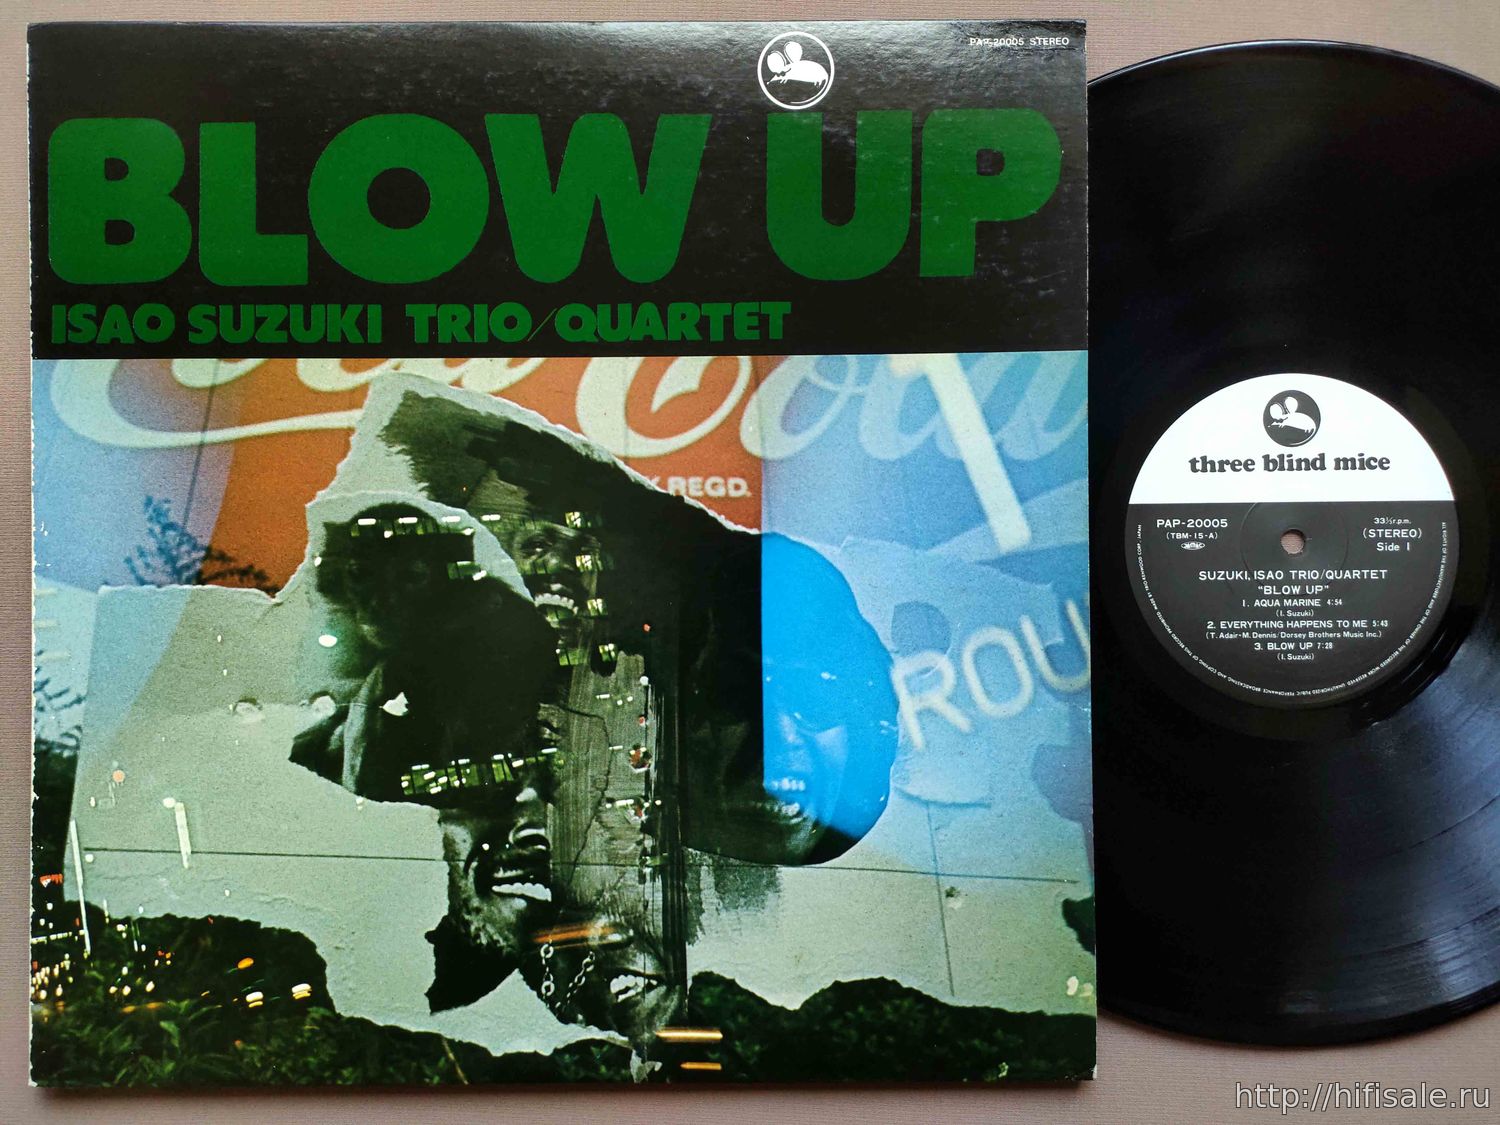 PAP-20005 STEREO
BLOW UP
ISAO SUZUKI TRIO/QUARTET
Coca Cola
REGD.
ROU
three blind mice
PAP-20005
(TBM-15-A)
33⅓r.p.m.
(STEREO)
Side 1
SUZUKI, ISAO TRIO/QUARTET
"BLOW UP"
1. AQUA MARINE 4:54
(I. Suzuki)
2. EVERYTHING HAPPENS TO ME 5:43
(T. Adair-M. Dennis/Dorsey Brothers Music Inc.)
3. BLOW UP 7:28
(I. Suzuki)
http://hifisale.ru